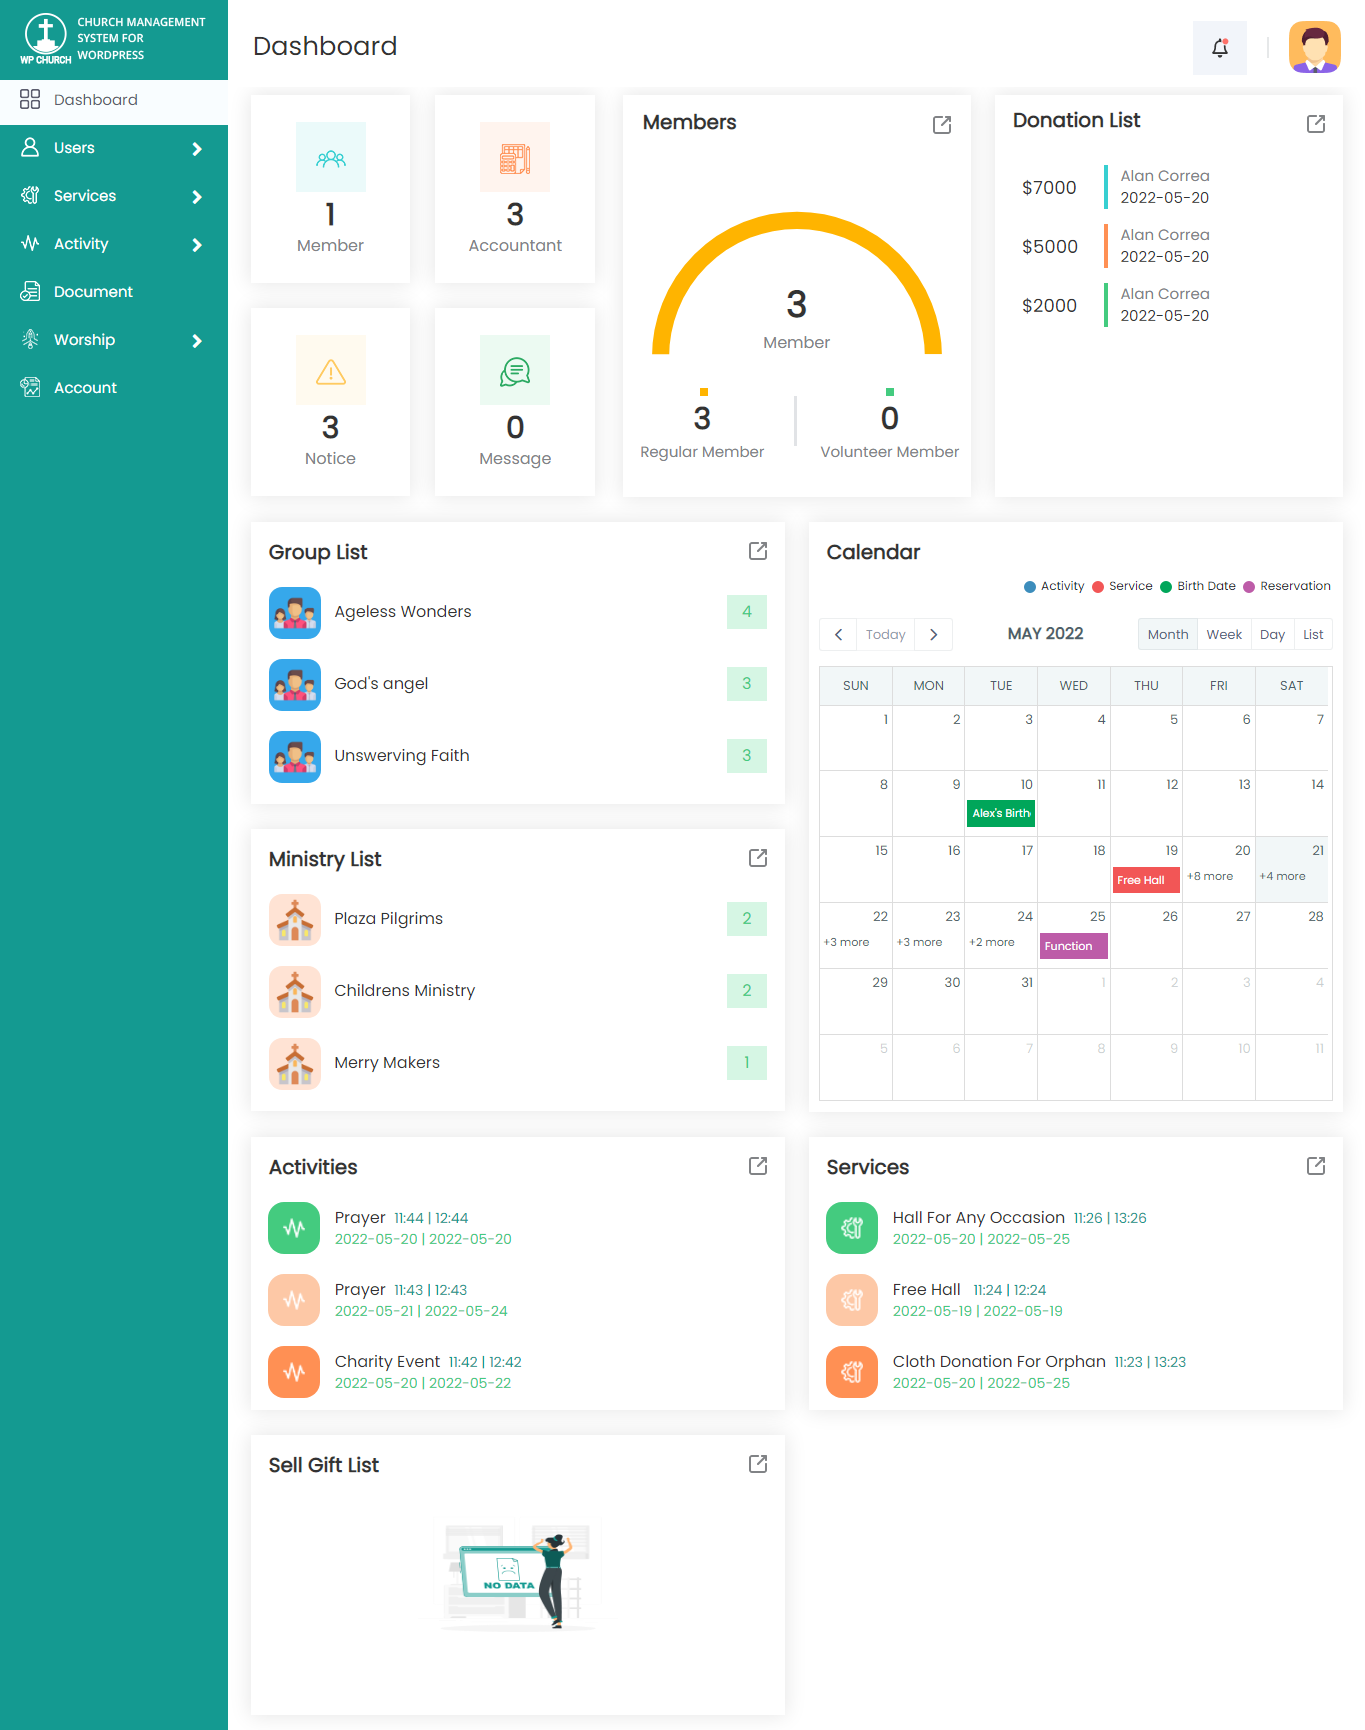 CHURCH MANAGEMENT
SYSTEM FOR
WORDPRESS
WP CHURCH
Dashboard
Users
Services
Activity
Document
Worship
Account
Dashboard
1
Member
3
Accountant
3
Notice
0
Message
Members
3
Member
3
Regular Member
0
Volunteer Member
Donation List
$7000
Alan Correa
2022-05-20
$5000
Alan Correa
2022-05-20
$2000
Alan Correa
2022-05-20
Group List
Ageless Wonders 4
God's angel 3
Unswerving Faith 3
Ministry List
Plaza Pilgrims 2
Childrens Ministry 2
Merry Makers 1
Calendar
Activity Service Birth Date Reservation
Today MAY 2022 Month Week Day List
SUN MON TUE WED THU FRI SAT
1 2 3 4 5 6 7
8 9 10 11 12 13 14
Alex's Birth
15 16 17 18 19 20 21
Free Hall +8 more +4 more
22 23 24 25 26 27 28
+3 more +3 more +2 more Function
29 30 31 1 2 3 4
5 6 7 8 9 10 11
Activities
Prayer 11:44 | 12:44
2022-05-20 | 2022-05-20
Prayer 11:43 | 12:43
2022-05-21 | 2022-05-24
Charity Event 11:42 | 12:42
2022-05-20 | 2022-05-22
Services
Hall For Any Occasion 11:26 | 13:26
2022-05-20 | 2022-05-25
Free Hall 11:24 | 12:24
2022-05-19 | 2022-05-19
Cloth Donation For Orphan 11:23 | 13:23
2022-05-20 | 2022-05-25
Sell Gift List
NO DATA